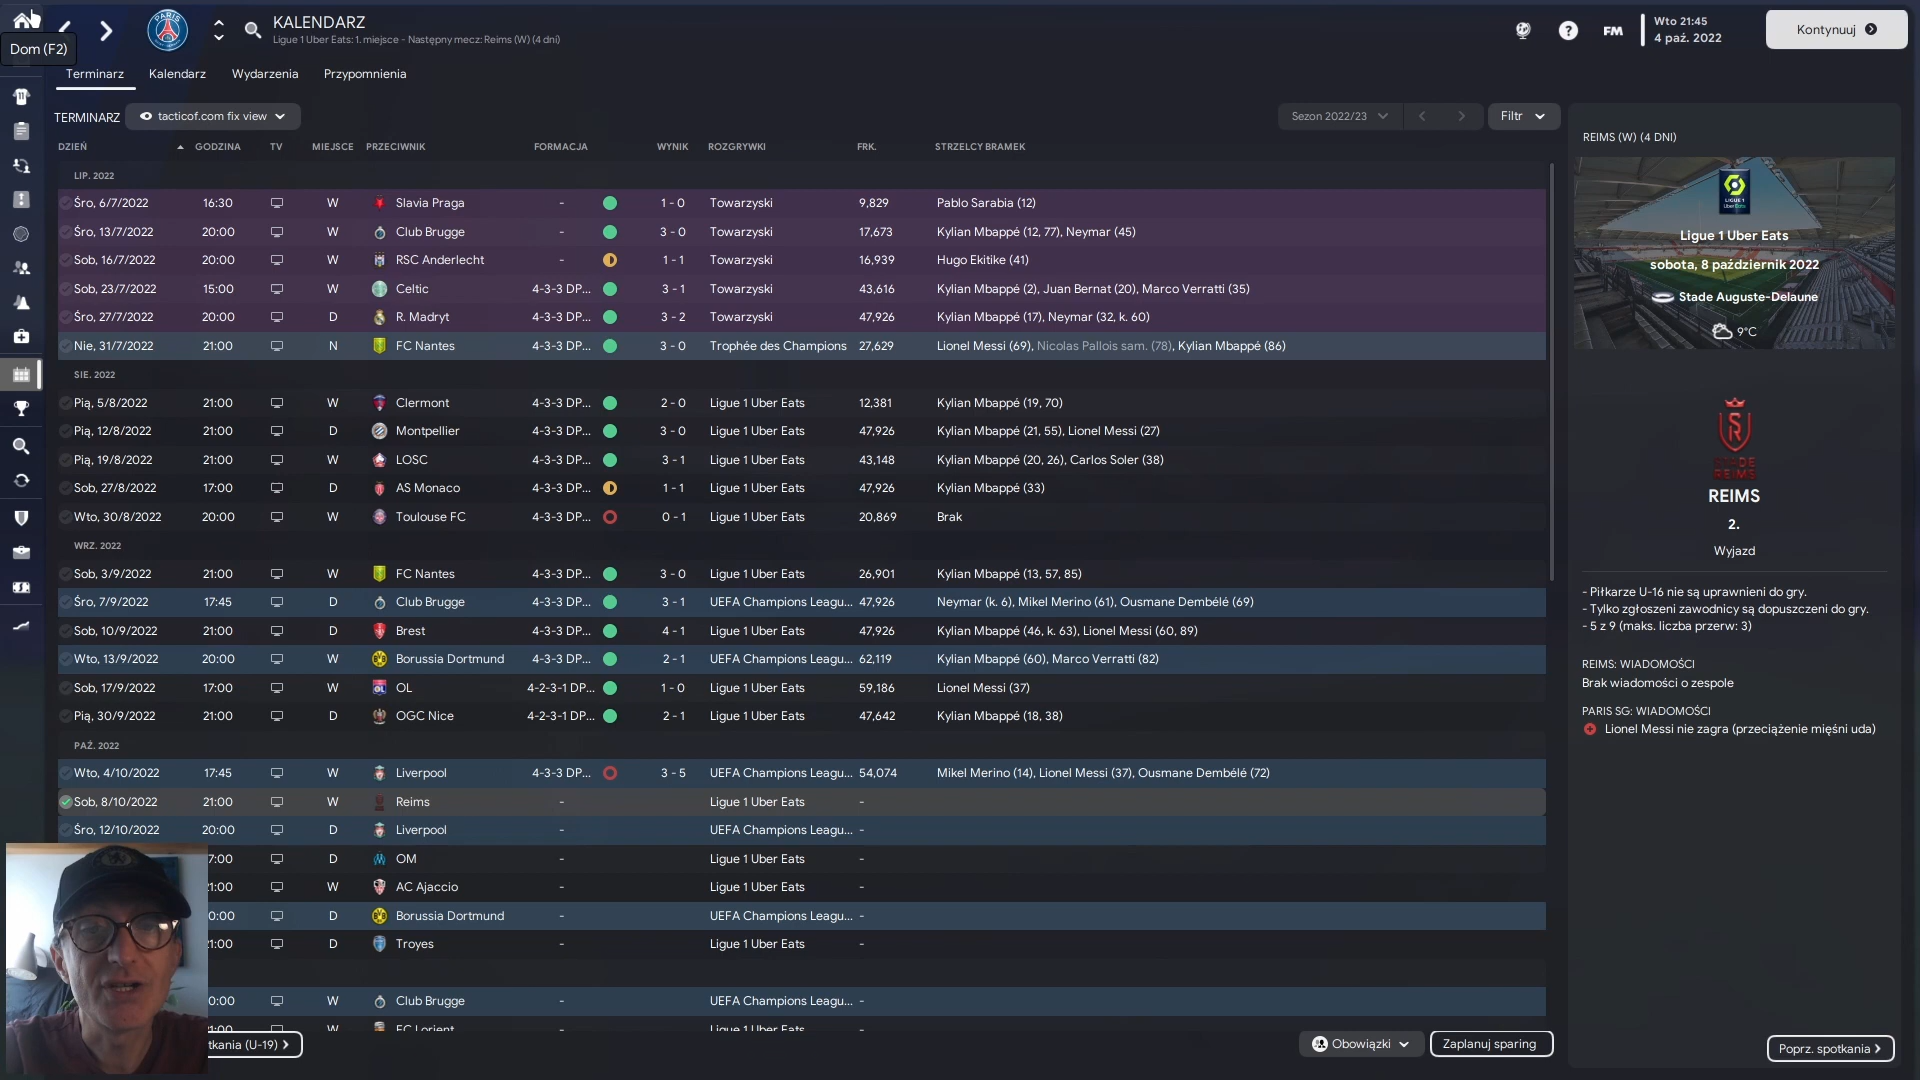 KALENDARZ
Ligue 1 Uber Eats: 1. miejsce - Następny mecz: Reims (W) (4 dni)
FM
Wto 21:45
4 paź. 2022
Kontynuuj
Dom (F2)
Terminarz Kalendarz Wydarzenia Przypomnienia
TERMINARZ tacticof.com fix view
Sezon 2022/23 Filtr
DZIEŃ GODZINA TV MIEJSCE PRZECIWNIK FORMACJA WYNIK ROZGRYWKI FRK. STRZELCY BRAMEK
LIP. 2022
Śro, 6/7/2022 16:30 W Slavia Praga - 1 - 0 Towarzyski 9,829 Pablo Sarabia (12)
Śro, 13/7/2022 20:00 W Club Brugge - 3 - 0 Towarzyski 17,673 Kylian Mbappé (12, 77), Neymar (45)
Sob, 16/7/2022 20:00 W RSC Anderlecht - 1 - 1 Towarzyski 16,939 Hugo Ekitike (41)
Sob, 23/7/2022 15:00 W Celtic 4-3-3 DP... 3 - 1 Towarzyski 43,616 Kylian Mbappé (2), Juan Bernat (20), Marco Verratti (35)
Śro, 27/7/2022 20:00 D R. Madryt 4-3-3 DP... 3 - 2 Towarzyski 47,926 Kylian Mbappé (17), Neymar (32, k. 60)
Nie, 31/7/2022 21:00 N FC Nantes 4-3-3 DP... 3 - 0 Trophée des Champions 27,629 Lionel Messi (69), Nicolas Pallois sam. (78), Kylian Mbappé (86)
SIE. 2022
Pią, 5/8/2022 21:00 W Clermont 4-3-3 DP... 2 - 0 Ligue 1 Uber Eats 12,381 Kylian Mbappé (19, 70)
Pią, 12/8/2022 21:00 D Montpellier 4-3-3 DP... 3 - 0 Ligue 1 Uber Eats 47,926 Kylian Mbappé (21, 55), Lionel Messi (27)
Pią, 19/8/2022 21:00 W LOSC 4-3-3 DP... 3 - 1 Ligue 1 Uber Eats 43,148 Kylian Mbappé (20, 26), Carlos Soler (38)
Sob, 27/8/2022 17:00 D AS Monaco 4-3-3 DP... 1 - 1 Ligue 1 Uber Eats 47,926 Kylian Mbappé (33)
Wto, 30/8/2022 20:00 W Toulouse FC 4-3-3 DP... 0 - 1 Ligue 1 Uber Eats 20,869 Brak
WRZ. 2022
Sob, 3/9/2022 21:00 W FC Nantes 4-3-3 DP... 3 - 0 Ligue 1 Uber Eats 26,901 Kylian Mbappé (13, 57, 85)
Śro, 7/9/2022 17:45 D Club Brugge 4-3-3 DP... 3 - 1 UEFA Champions Leagu... 47,926 Neymar (k. 6), Mikel Merino (61), Ousmane Dembélé (69)
Sob, 10/9/2022 21:00 D Brest 4-3-3 DP... 4 - 1 Ligue 1 Uber Eats 47,926 Kylian Mbappé (46, k. 63), Lionel Messi (60, 89)
Wto, 13/9/2022 20:00 W Borussia Dortmund 4-3-3 DP... 2 - 1 UEFA Champions Leagu... 62,119 Kylian Mbappé (60), Marco Verratti (82)
Sob, 17/9/2022 17:00 W OL 4-2-3-1 DP... 1 - 0 Ligue 1 Uber Eats 59,186 Lionel Messi (37)
Pią, 30/9/2022 21:00 D OGC Nice 4-2-3-1 DP... 2 - 1 Ligue 1 Uber Eats 47,642 Kylian Mbappé (18, 38)
PAŹ. 2022
Wto, 4/10/2022 17:45 W Liverpool 4-3-3 DP... 3 - 5 UEFA Champions Leagu... 54,074 Mikel Merino (14), Lionel Messi (37), Ousmane Dembélé (72)
Sob, 8/10/2022 21:00 W Reims - Ligue 1 Uber Eats -
Śro, 12/10/2022 20:00 D Liverpool - UEFA Champions Leagu... -
7:00 D OM - Ligue 1 Uber Eats -
1:00 W AC Ajaccio - Ligue 1 Uber Eats -
0:00 D Borussia Dortmund - UEFA Champions Leagu... -
1:00 D Troyes - Ligue 1 Uber Eats -
0:00 W Club Brugge - UEFA Champions Leagu... -
1:00 W FC Lorient - Ligue 1 Uber Eats -
tkania (U-19)
Obowiązki
Zaplanuj sparing
REIMS (W) (4 DNI)
LIGUE 1
Uber Eats
Ligue 1 Uber Eats
sobota, 8 październik 2022
Stade Auguste-Delaune
9°C
STADE
REIMS
REIMS
2.
Wyjazd
- Piłkarze U-16 nie są uprawnieni do gry.
- Tylko zgłoszeni zawodnicy są dopuszczeni do gry.
- 5 z 9 (maks. liczba przerw: 3)
REIMS: WIADOMOŚCI
Brak wiadomości o zespole
PARIS SG: WIADOMOŚCI
Lionel Messi nie zagra (przeciążenie mięśni uda)
Poprz. spotkania